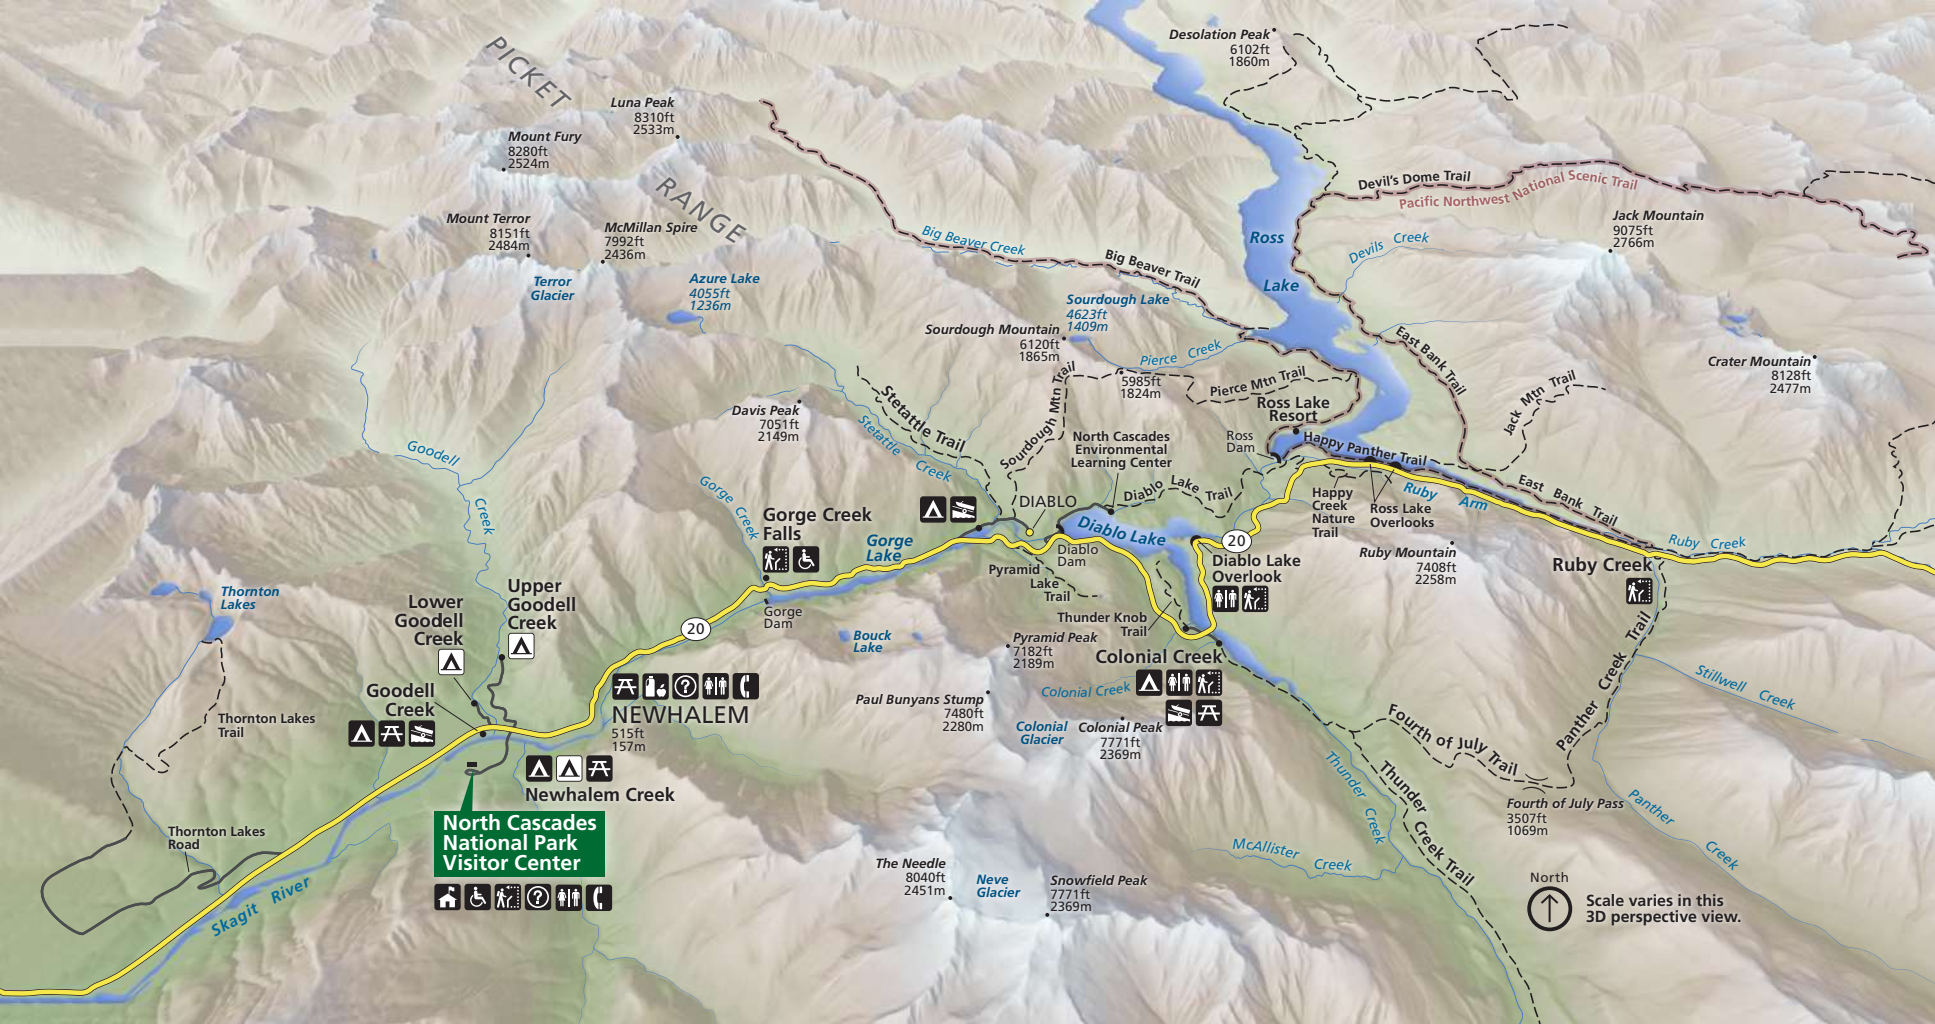 Desolation Peak
6102ft
1860m
PICKET
RANGE
Luna Peak
8310ft
2533m
Mount Fury
8280ft
2524m
Mount Terror
8151ft
2484m
McMillan Spire
7992ft
2436m
Terror
Glacier
Azure Lake
4055ft
1236m
Big Beaver Creek
Big Beaver Trail
Ross
Lake
Devil's Dome Trail
Pacific Northwest National Scenic Trail
Devils Creek
Jack Mountain
9075ft
2766m
Sourdough Lake
4623ft
1409m
Sourdough Mountain
6120ft
1865m
Pierce Creek
5985ft
1824m
Pierce Mtn Trail
Sourdough Mtn Trail
East Bank Trail
Jack Mtn Trail
Crater Mountain
8128ft
2477m
Davis Peak
7051ft
2149m
Stetattle Trail
Stetattle Creek
Ross Lake
Resort
Ross
Dam
Happy Panther Trail
North Cascades
Environmental
Learning Center
Diablo Lake Trail
Goodell
Creek
Gorge Creek
Gorge Creek
Falls
Gorge
Lake
DIABLO
Diablo Lake
Diablo
Dam
20
Happy
Creek
Nature
Trail
Ross Lake
Overlooks
Ruby Arm
East Bank Trail
Ruby Creek
Ruby Creek
Ruby Mountain
7408ft
2258m
Diablo Lake
Overlook
Pyramid
Lake
Trail
Thunder Knob
Trail
Thornton
Lakes
Lower
Goodell
Creek
Upper
Goodell
Creek
Gorge
Dam
20
Bouck
Lake
Pyramid Peak
7182ft
2189m
Colonial Creek
Colonial Creek
Paul Bunyans Stump
7480ft
2280m
Colonial
Glacier
Colonial Peak
7771ft
2369m
Goodell
Creek
Thornton Lakes
Trail
NEWHALEM
515ft
157m
Newhalem Creek
Stillwell Creek
Panther Creek Trail
Fourth of July Trail
Fourth of July Pass
3507ft
1069m
Thunder Creek
Thunder Creek Trail
Panther Creek
McAllister Creek
Thornton Lakes
Road
North Cascades
National Park
Visitor Center
Skagit River
The Needle
8040ft
2451m
Neve
Glacier
Snowfield Peak
7771ft
2369m
North
Scale varies in this
3D perspective view.